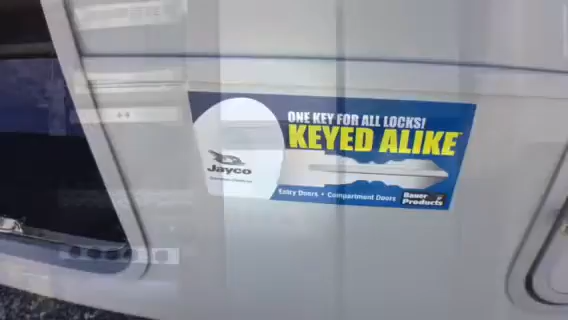 ONE KEY FOR ALL LOCKS!
KEYED ALIKE
Jayco
Entry Doors • Compartment Doors
Bauer
Products